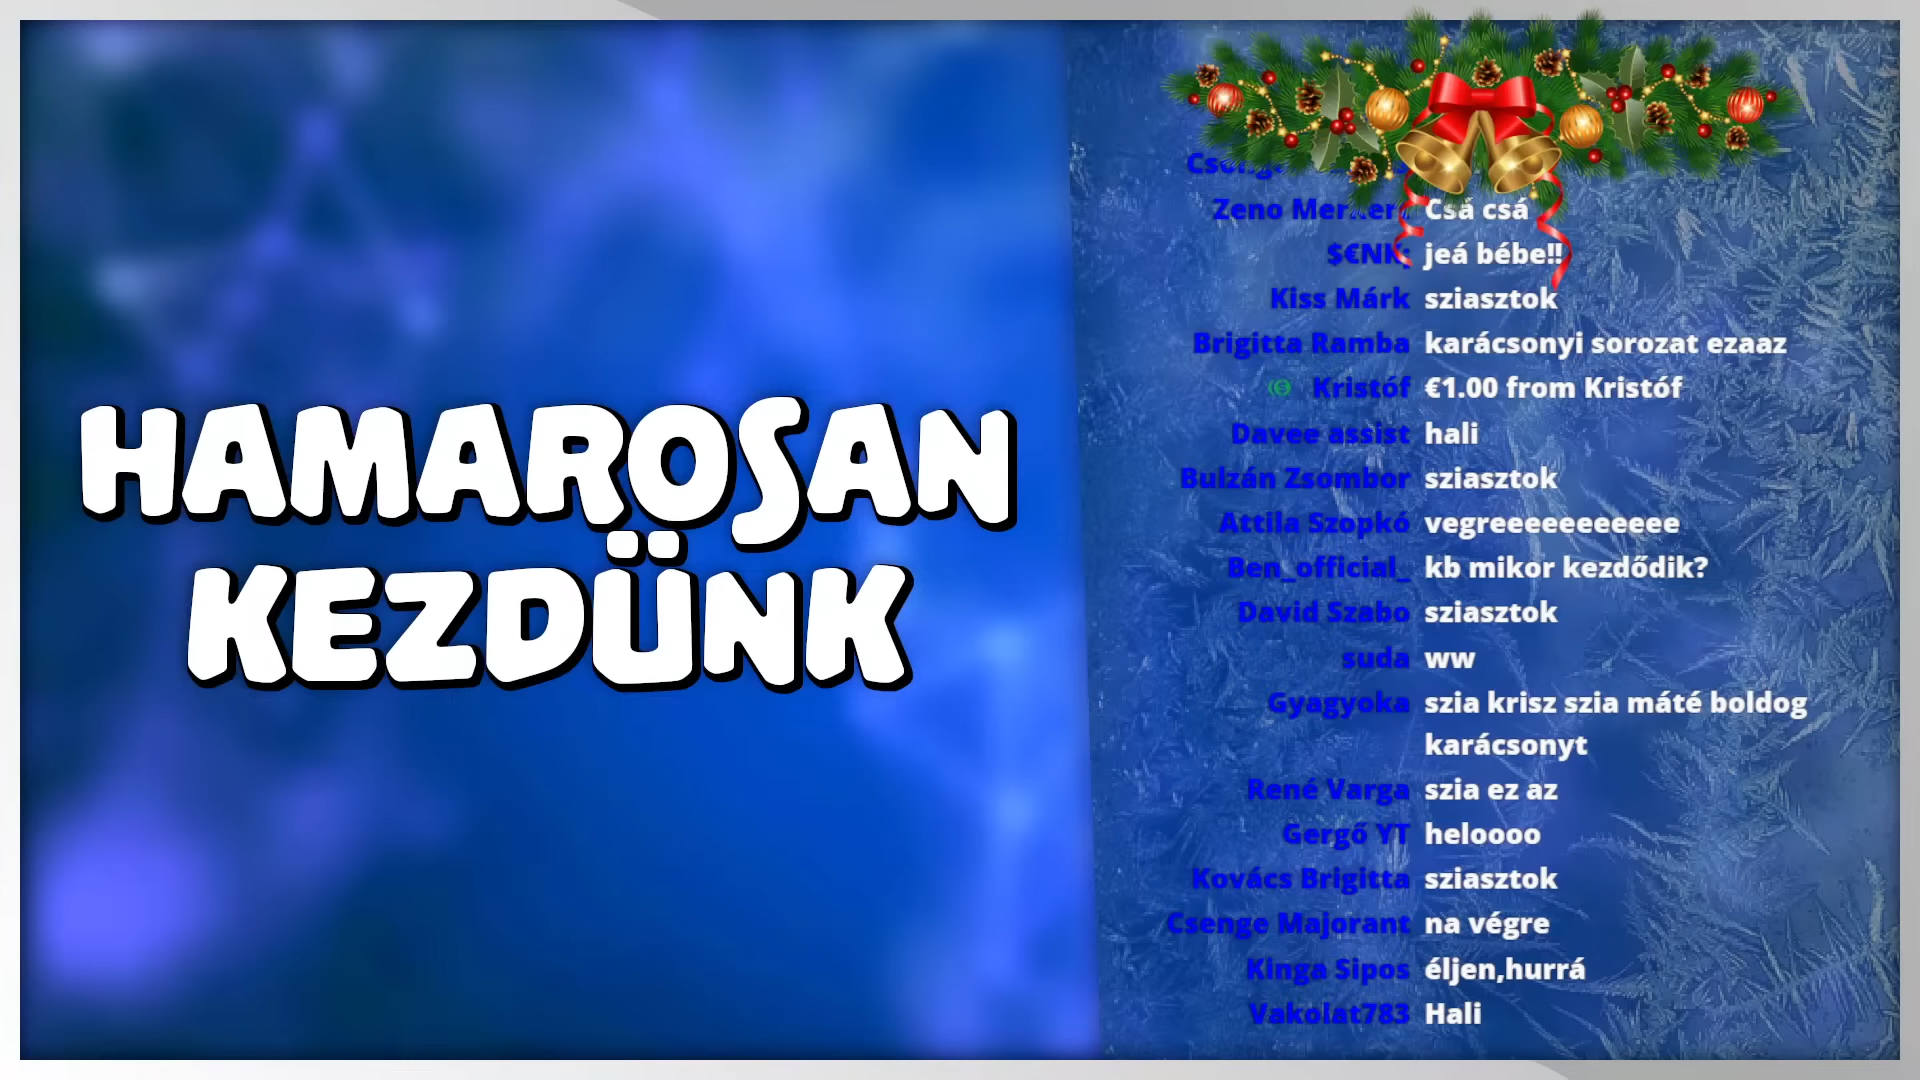 HAMAROSAN
KEZDÜNK
Zeno Csá csá
jeá bébe!!
Kiss Márk sziasztok
Brigitta Ramba karácsonyi sorozat ezaaz
Kristóf €1.00 from Kristóf
Davee assist hali
Bulzán Zsombor sziasztok
Attila Szopkó vegreeeeeeeeeee
Ben_official_ kb mikor kezdődik?
David Szabo sziasztok
suda ww
Gyagyoka szia krisz szia máté boldog
karácsonyt
René Varga szia ez az
Gergő YT heloooo
Kovács Brigitta sziasztok
Csenge Majorant na végre
Kinga Sipos éljen,hurrá
Vakolat783 Hali